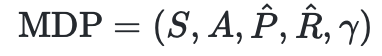 MDP = (S, A, P̂, R̂, γ)